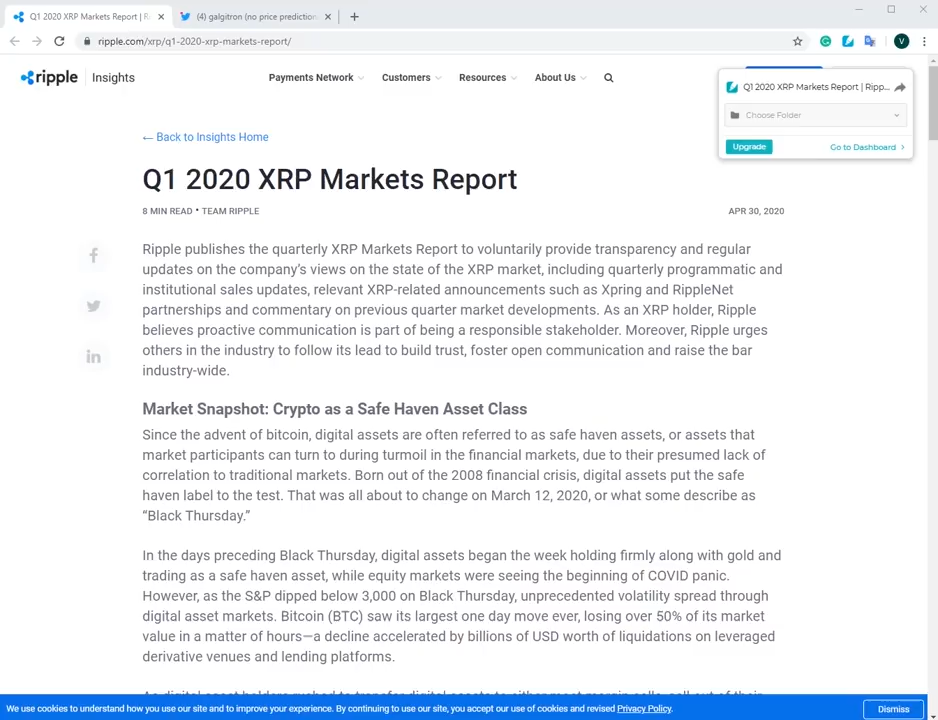 Q1 2020 XRP Markets Report | R
(4) galgitron (no price prediction
ripple.com/xrp/q1-2020-xrp-markets-report/
V
ripple Insights
Payments Network Customers Resources About Us
Q1 2020 XRP Markets Report | Ripp...
Choose Folder
Upgrade Go to Dashboard
← Back to Insights Home
Q1 2020 XRP Markets Report
8 MIN READ • TEAM RIPPLE APR 30, 2020
Ripple publishes the quarterly XRP Markets Report to voluntarily provide transparency and regular
updates on the company's views on the state of the XRP market, including quarterly programmatic and
institutional sales updates, relevant XRP-related announcements such as Xpring and RippleNet
partnerships and commentary on previous quarter market developments. As an XRP holder, Ripple
believes proactive communication is part of being a responsible stakeholder. Moreover, Ripple urges
others in the industry to follow its lead to build trust, foster open communication and raise the bar
industry-wide.
Market Snapshot: Crypto as a Safe Haven Asset Class
Since the advent of bitcoin, digital assets are often referred to as safe haven assets, or assets that
market participants can turn to during turmoil in the financial markets, due to their presumed lack of
correlation to traditional markets. Born out of the 2008 financial crisis, digital assets put the safe
haven label to the test. That was all about to change on March 12, 2020, or what some describe as
“Black Thursday.”
In the days preceding Black Thursday, digital assets began the week holding firmly along with gold and
trading as a safe haven asset, while equity markets were seeing the beginning of COVID panic.
However, as the S&P dipped below 3,000 on Black Thursday, unprecedented volatility spread through
digital asset markets. Bitcoin (BTC) saw its largest one day move ever, losing over 50% of its market
value in a matter of hours—a decline accelerated by billions of USD worth of liquidations on leveraged
derivative venues and lending platforms.
We use cookies to understand how you use our site and to improve your experience. By continuing to use our site, you accept our use of cookies and revised Privacy Policy. Dismiss